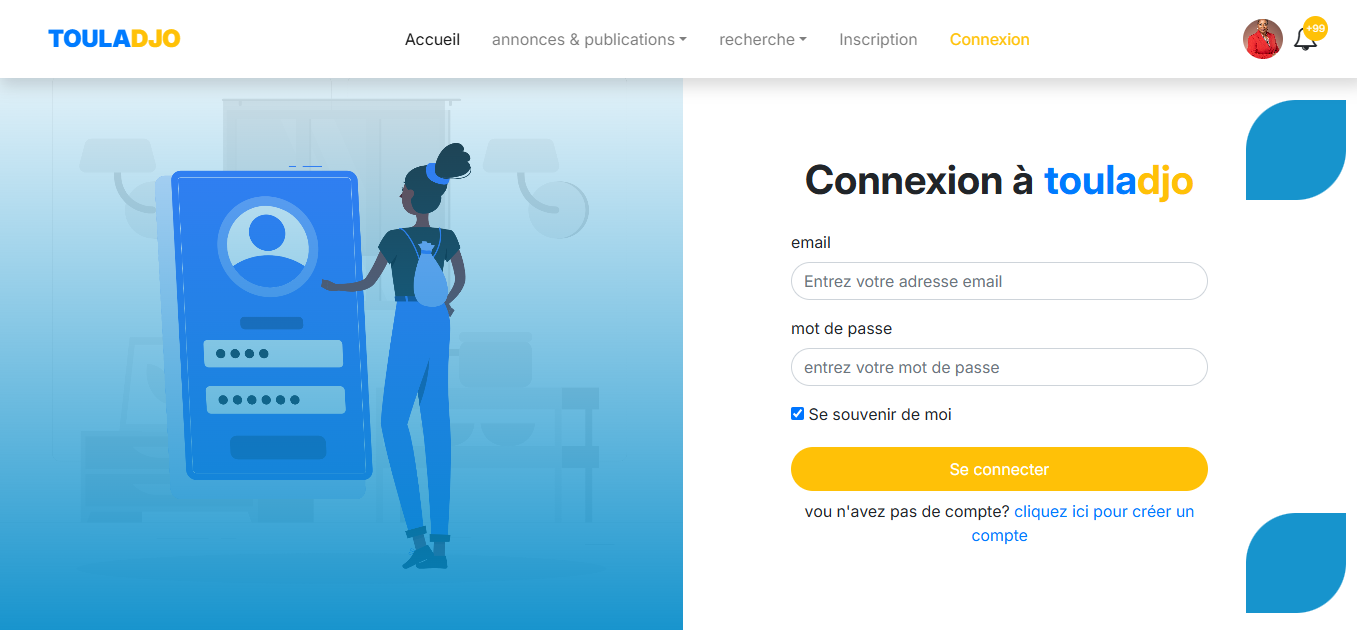 TOULADJO
Accueil annonces & publications recherche Inscription Connexion
+99
Connexion à touladjo
email
Entrez votre adresse email
mot de passe
entrez votre mot de passe
Se souvenir de moi
Se connecter
vou n'avez pas de compte? cliquez ici pour créer un
compte